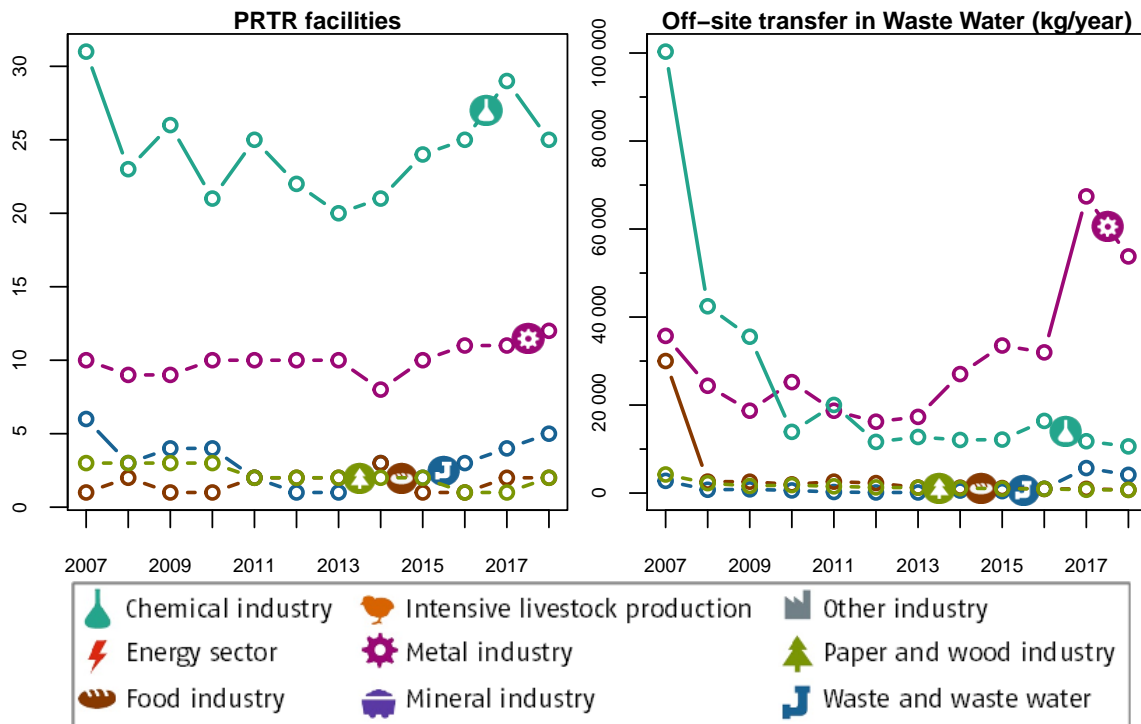 PRTR facilities
0
5
10
15
20
25
30
2007
2009
2011
2013
2015
2017
Off−site transfer in Waste Water (kg/year)
0
20 000
40 000
60 000
80 000
100 000
2007
2009
2011
2013
2015
2017
Chemical industry
Intensive livestock production
Other industry
Energy sector
Metal industry
Paper and wood industry
Food industry
Mineral industry
Waste and waste water